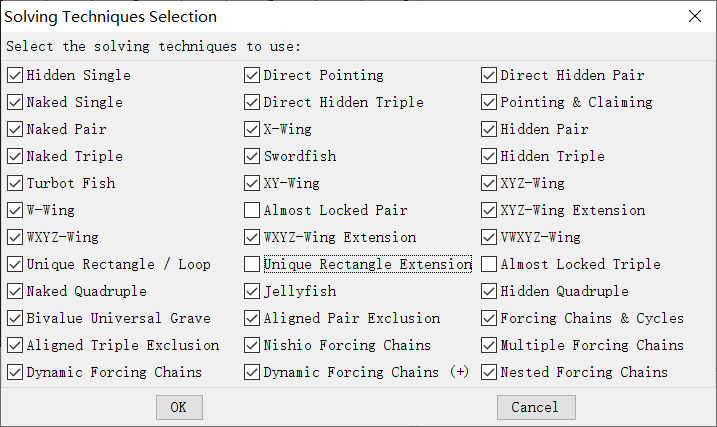 Solving Techniques Selection
Select the solving techniques to use:
Hidden Single Direct Pointing Direct Hidden Pair
Naked Single Direct Hidden Triple Pointing & Claiming
Naked Pair X-Wing Hidden Pair
Naked Triple Swordfish Hidden Triple
Turbot Fish XY-Wing XYZ-Wing
W-Wing Almost Locked Pair XYZ-Wing Extension
WXYZ-Wing WXYZ-Wing Extension VWXYZ-Wing
Unique Rectangle / Loop Unique Rectangle Extension Almost Locked Triple
Naked Quadruple Jellyfish Hidden Quadruple
Bivalue Universal Grave Aligned Pair Exclusion Forcing Chains & Cycles
Aligned Triple Exclusion Nishio Forcing Chains Multiple Forcing Chains
Dynamic Forcing Chains Dynamic Forcing Chains (+) Nested Forcing Chains
OK Cancel